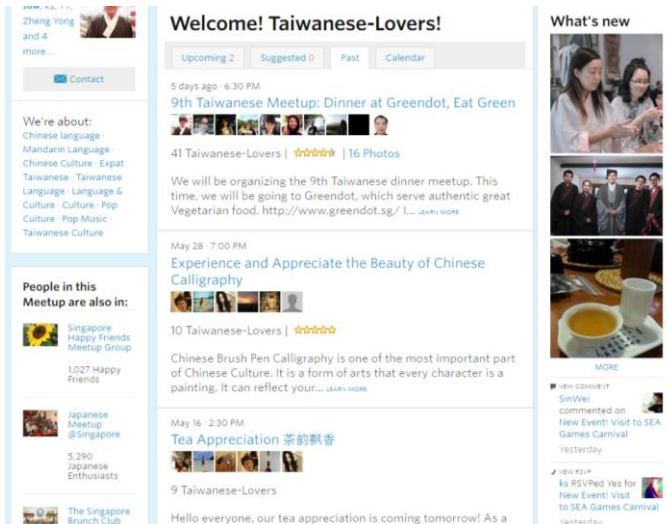 Zheng Yong
and 4
more...
Contact
We're about:
Chinese language ·
Mandarin Language ·
Chinese Culture · Expat
Taiwanese · Taiwanese
Language · Language &
Culture · Culture · Pop
Culture · Pop Music ·
Taiwanese Culture
People in this
Meetup are also in:
Singapore
Happy Friends
Meetup Group
1,027 Happy
Friends
Japanese
Meetup
@Singapore
5,290
Japanese
Enthusiasts
The Singapore
Brunch Club
Welcome! Taiwanese-Lovers!
Upcoming 2 Suggested 0 Past Calendar
5 days ago · 6:30 PM
9th Taiwanese Meetup: Dinner at Greendot, Eat Green
41 Taiwanese-Lovers | | 16 Photos
We will be organizing the 9th Taiwanese dinner meetup. This
time, we will be going to Greendot, which serve authentic great
Vegetarian food. http://www.greendot.sg/ I... LEARN MORE
May 28 · 7:00 PM
Experience and Appreciate the Beauty of Chinese
Calligraphy
10 Taiwanese-Lovers |
Chinese Brush Pen Calligraphy is one of the most important part
of Chinese Culture. It is a form of arts that every character is a
painting. It can reflect your... LEARN MORE
May 16 · 2:30 PM
Tea Appreciation 茶韵飘香
9 Taiwanese-Lovers
Hello everyone, our tea appreciation is coming tomorrow! As a
What's new
MORE
NEW COMMENT
SinWei
commented on
New Event! Visit to SEA
Games Carnival
Yesterday
NEW RSVP
ks RSVPed Yes for
New Event! Visit
to SEA Games Carnival
Yesterday